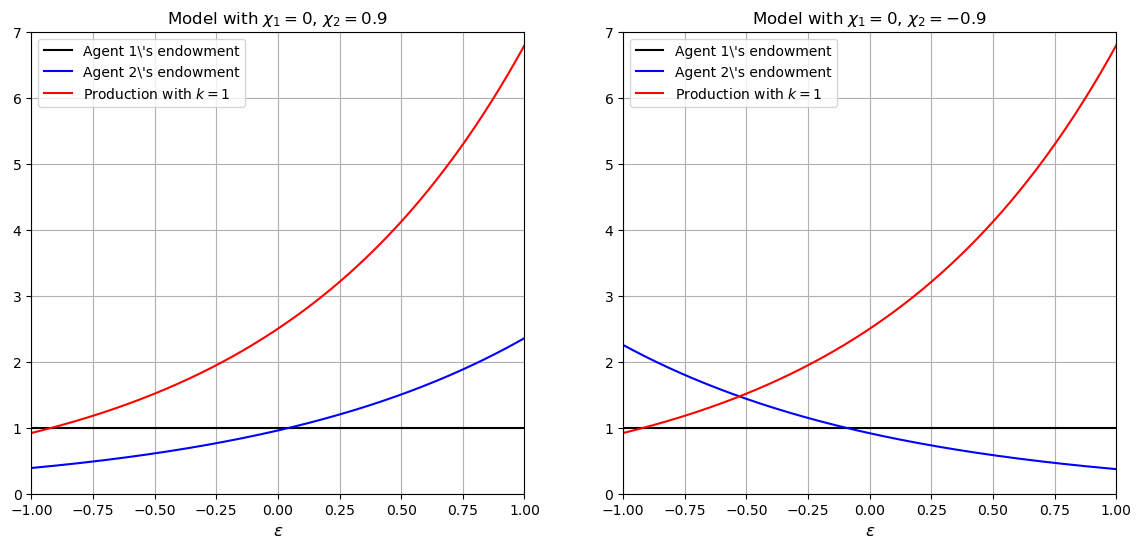 Model with χ₁ = 0, χ₂ = 0.9
Agent 1\'s endowment
Agent 2\'s endowment
Production with k = 1
7
6
5
4
3
2
1
0
−1.00 −0.75 −0.50 −0.25 0.00 0.25 0.50 0.75 1.00
ε
Model with χ₁ = 0, χ₂ = −0.9
Agent 1\'s endowment
Agent 2\'s endowment
Production with k = 1
7
6
5
4
3
2
1
0
−1.00 −0.75 −0.50 −0.25 0.00 0.25 0.50 0.75 1.00
ε